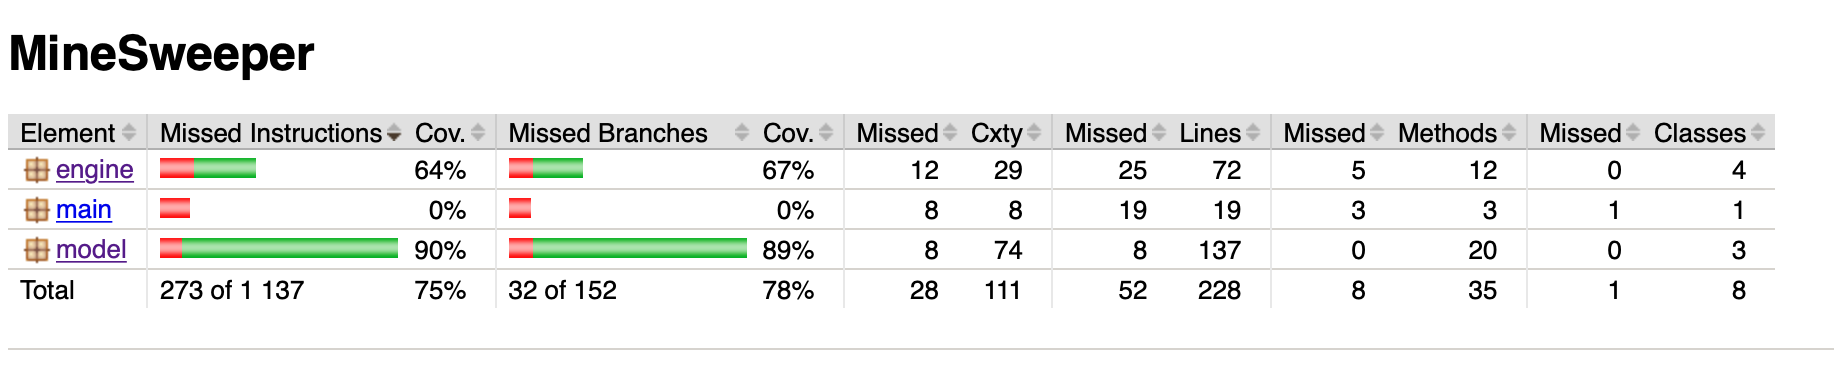 MineSweeper
Element Missed Instructions Cov. Missed Branches Cov. Missed Cxty Missed Lines Missed Methods Missed Classes
engine 64% 67% 12 29 25 72 5 12 0 4
main 0% 0% 8 8 19 19 3 3 1 1
model 90% 89% 8 74 8 137 0 20 0 3
Total 273 of 1 137 75% 32 of 152 78% 28 111 52 228 8 35 1 8